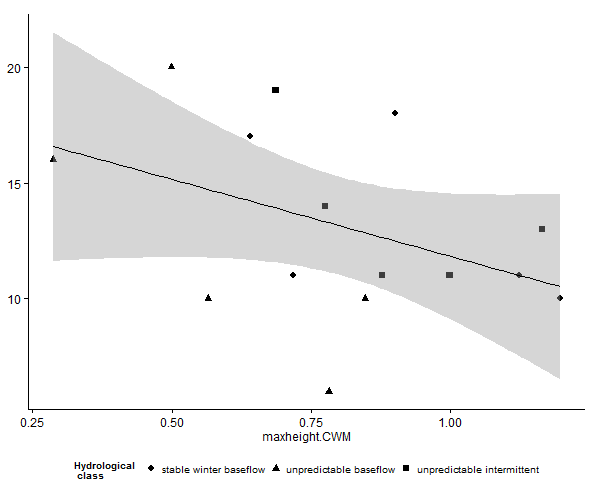 20
15
10
0.25 0.50 0.75 1.00
maxheight.CWM
Hydrological
class
stable winter baseflow unpredictable baseflow unpredictable intermittent